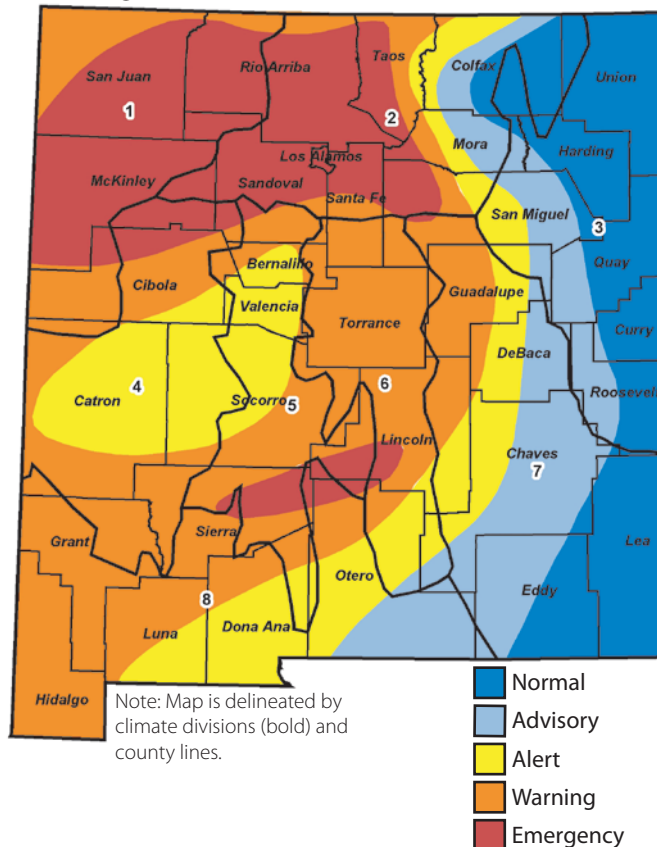 Taos
San Juan
Rio Arriba
Colfax
Union
1
2
Mora
Harding
Los Alamos
McKinley
Sandoval
Santa Fe
San Miguel
3
Bernalillo
Quay
Cibola
Guadalupe
Valencia
Torrance
Curry
DeBaca
4
6
Roosevelt
Catron
Socorro
5
Lincoln
Chaves
7
Sierra
Grant
Lea
Otero
Eddy
8
Luna
Dona Ana
Hidalgo
Note: Map is delineated by
climate divisions (bold) and
county lines.
Normal
Advisory
Alert
Warning
Emergency